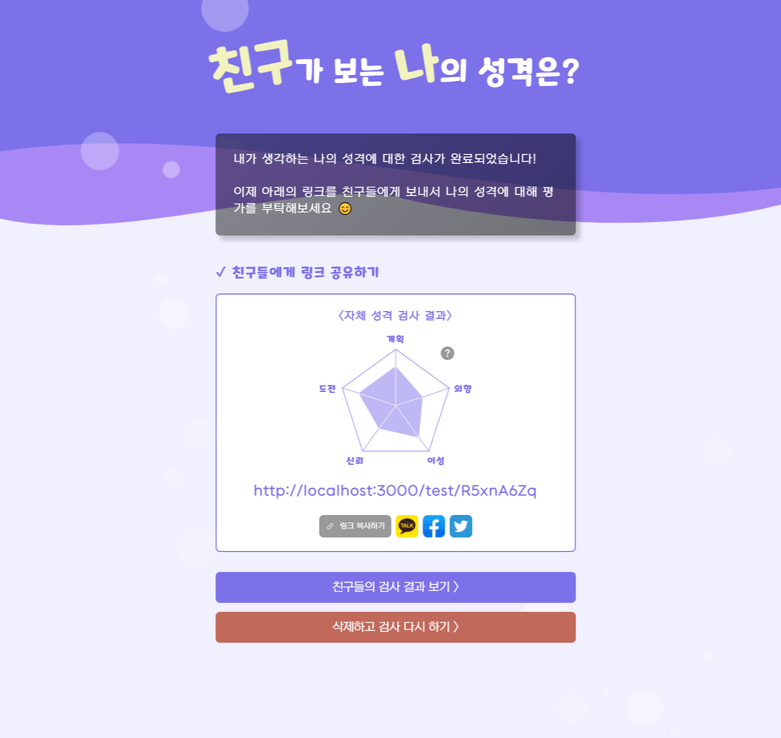 친구가 보는 나의 성격은?
내가 생각하는 나의 성격에 대한 검사가 완료되었습니다!
이제 아래의 링크를 친구들에게 보내서 나의 성격에 대해 평
가를 부탁해보세요 😊
✓ 친구들에게 링크 공유하기
<자체 성격 검사 결과>
계획
?
도전
외향
신뢰
이성
http://localhost:3000/test/R5xnA6Zq
링크 복사하기
TALK
친구들의 검사 결과 보기 >
삭제하고 검사 다시 하기 >